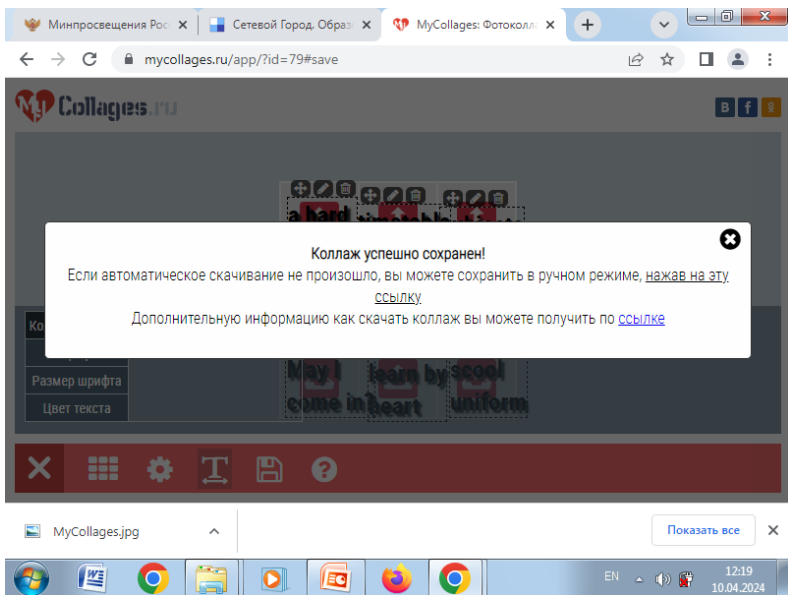 Минпросвещения Рос
Сетевой Город. Образ
MyCollages: Фотоколл
mycollages.ru/app/?id=79#save
My Collages.ru
B f
a hard timetable
Коллаж успешно сохранен!
Если автоматическое скачивание не произошло, вы можете сохранить в ручном режиме, нажав на эту
ссылку
Дополнительную информацию как скачать коллаж вы можете получить по ссылке
Ко
Размер шрифта
Цвет текста
May I learn by scool
come in heart uniform
T
?
MyCollages.jpg
Показать все
EN
12:19
10.04.2024